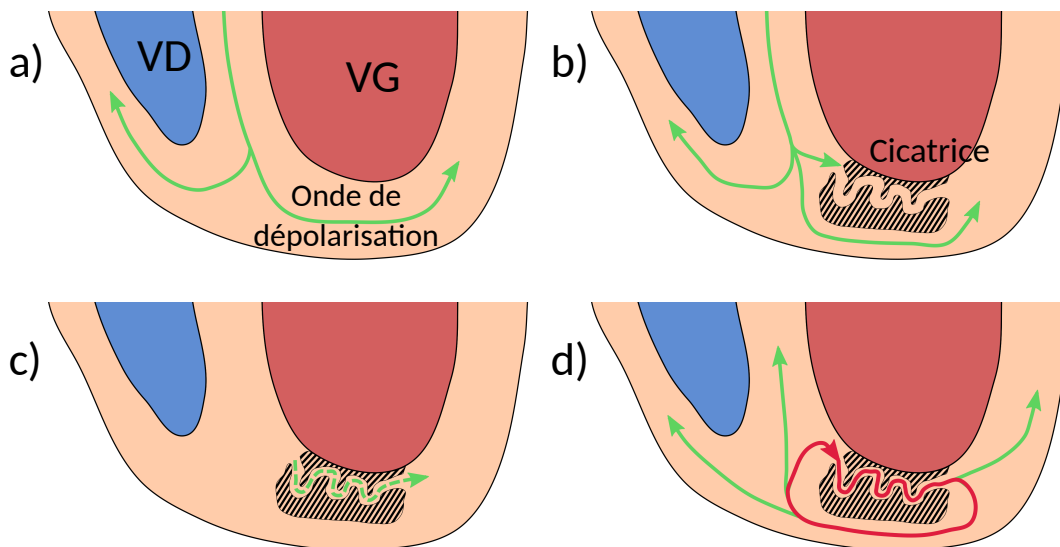 a)
VD
VG
Onde de
dépolarisation
b)
Cicatrice
c)
d)